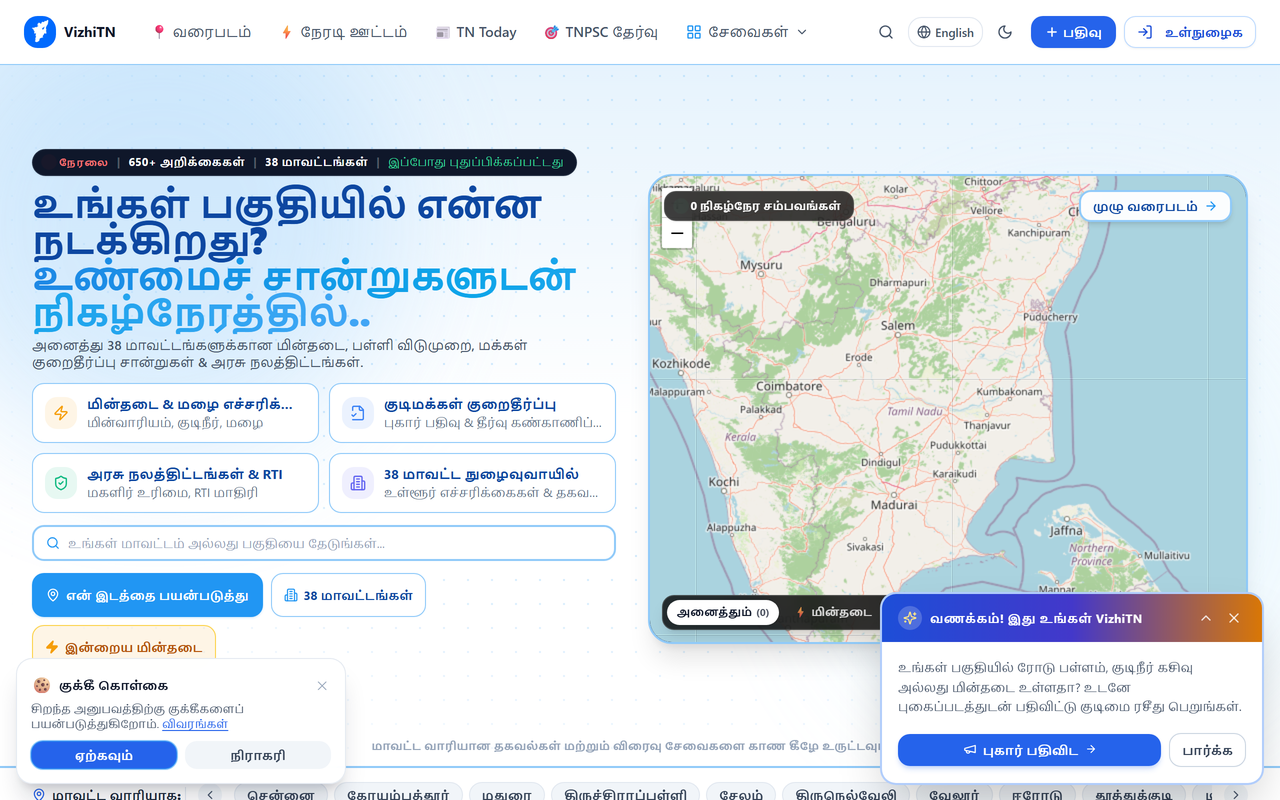 VizhiTN
வரைபடம்
நேரடி ஊட்டம்
TN Today
TNPSC தேர்வு
சேவைகள்
English
பதிவு
உள்நுழைக
நேரலை | 650+ அறிக்கைகள் | 38 மாவட்டங்கள் | இப்போது புதுப்பிக்கப்பட்டது
உங்கள் பகுதியில் என்ன
நடக்கிறது?
உண்மைச் சான்றுகளுடன்
நிகழ்நேரத்தில்..
அனைத்து 38 மாவட்டங்களுக்கான மின்தடை, பள்ளி விடுமுறை, மக்கள்
குறைதீர்ப்பு சான்றுகள் & அரசு நலத்திட்டங்கள்.
மின்தடை & மழை எச்சரிக்...
மின்வாரியம், குடிநீர், மழை
குடிமக்கள் குறைதீர்ப்பு
புகார் பதிவு & தீர்வு கண்காணிப்...
அரசு நலத்திட்டங்கள் & RTI
மகளிர் உரிமை, RTI மாதிரி
38 மாவட்ட நுழைவுவாயில்
உள்ளூர் எச்சரிக்கைகள் & தகவ...
உங்கள் மாவட்டம் அல்லது பகுதியை தேடுங்கள்...
என் இடத்தை பயன்படுத்து
38 மாவட்டங்கள்
இன்றைய மின்தடை
0 நிகழ்நேர சம்பவங்கள்
−
முழு வரைபடம்
Kolar
Chittoor
Bengaluru
Vellore
Kanchipuram
Mysuru
Dharmapuri
Puducherry
Salem
Kozhikode
Erode
Malappuram
Coimbatore
Kumbakonam
Palakkad
Tamil Nadu
Thanjavur
Kerala
Pudukkottai
Dindigul
Karaikudi
Kochi
Madurai
Alappuzha
Jaffna
Sivakasi
Northern
Province
Mullaitivu
Mannar
அனைத்தும் (0)
மின்தடை
வணக்கம்! இது உங்கள் VizhiTN
உங்கள் பகுதியில் ரோடு பள்ளம், குடிநீர் கசிவு
அல்லது மின்தடை உள்ளதா? உடனே
புகைப்படத்துடன் பதிவிட்டு குடிமை ரசீது பெறுங்கள்.
புகார் பதிவிட
பார்க்க
குக்கீ கொள்கை
சிறந்த அனுபவத்திற்கு குக்கீகளைப்
பயன்படுத்துகிறோம். விவரங்கள்
ஏற்கவும்
நிராகரி
மாவட்ட வாரியான தகவல்கள் மற்றும் விரைவு சேவைகளை காண கீழே
மாவட்ட வாரியாக:
சென்னை
கோயம்பத்தூர்
மதுரை
திருச்சிராப்பள்ளி
சேலம்
திருநெல்வேலி
வேலூர்
ஈரோடு
தூத்துக்குடி